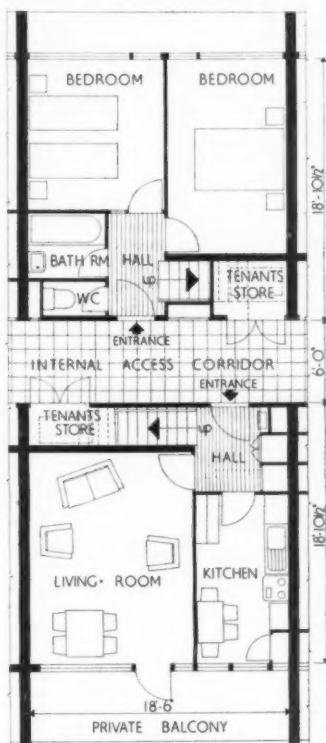 BEDROOM BEDROOM
18'-10½"
BATH RM
HALL
UP
TENANTS
STORE
WC
ENTRANCE
INTERNAL ACCESS CORRIDOR
6'-0"
ENTRANCE
TENANTS
STORE
UP
HALL
18'-10½"
LIVING · ROOM
KITCHEN
18'-6"
PRIVATE BALCONY